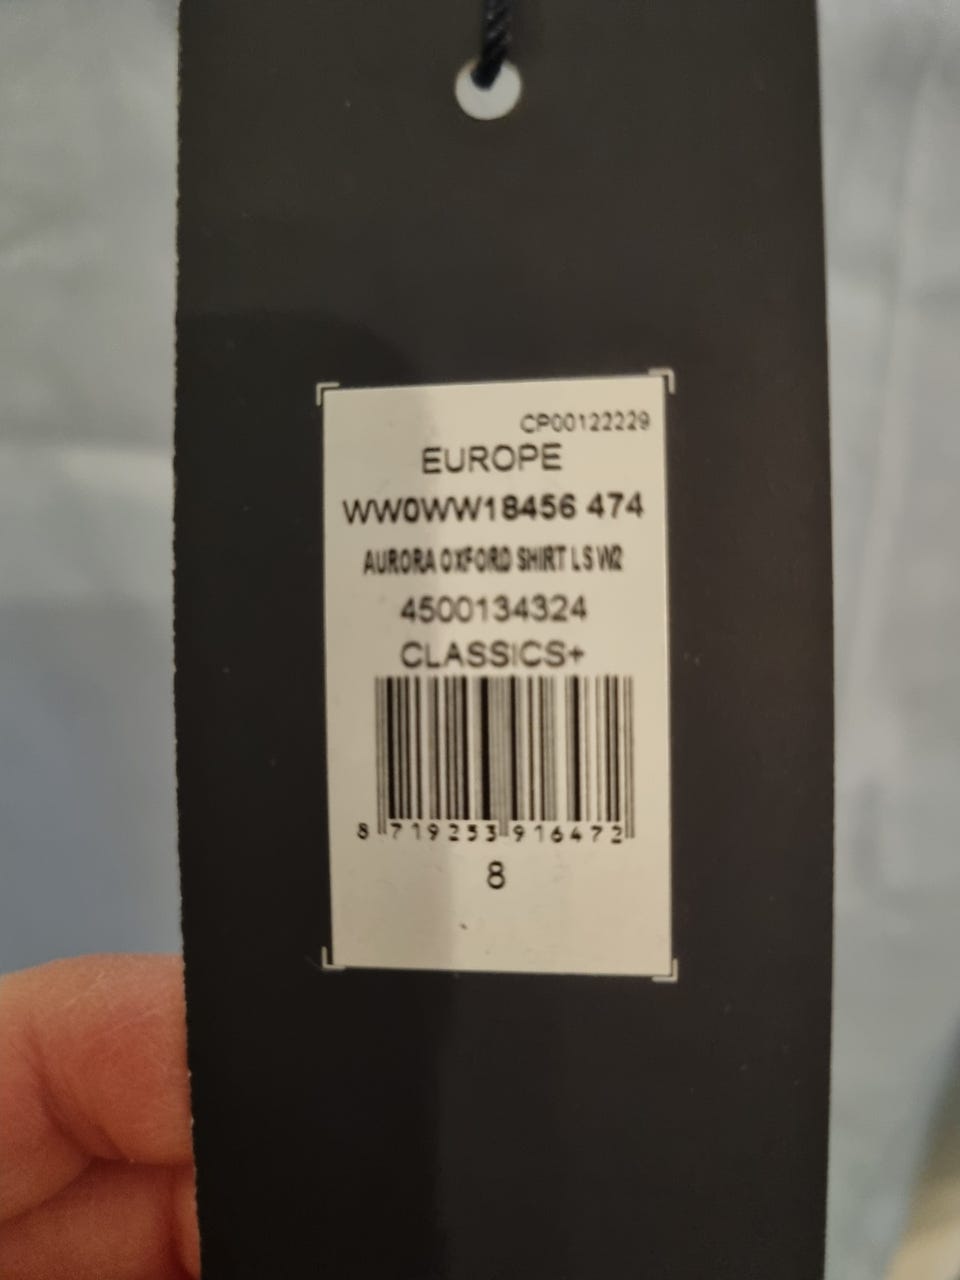 CP00122229
EUROPE
WW0WW18456 474
AURORA OXFORD SHIRT LS W2
4500134324
CLASSICS+
8 719253 916472
8